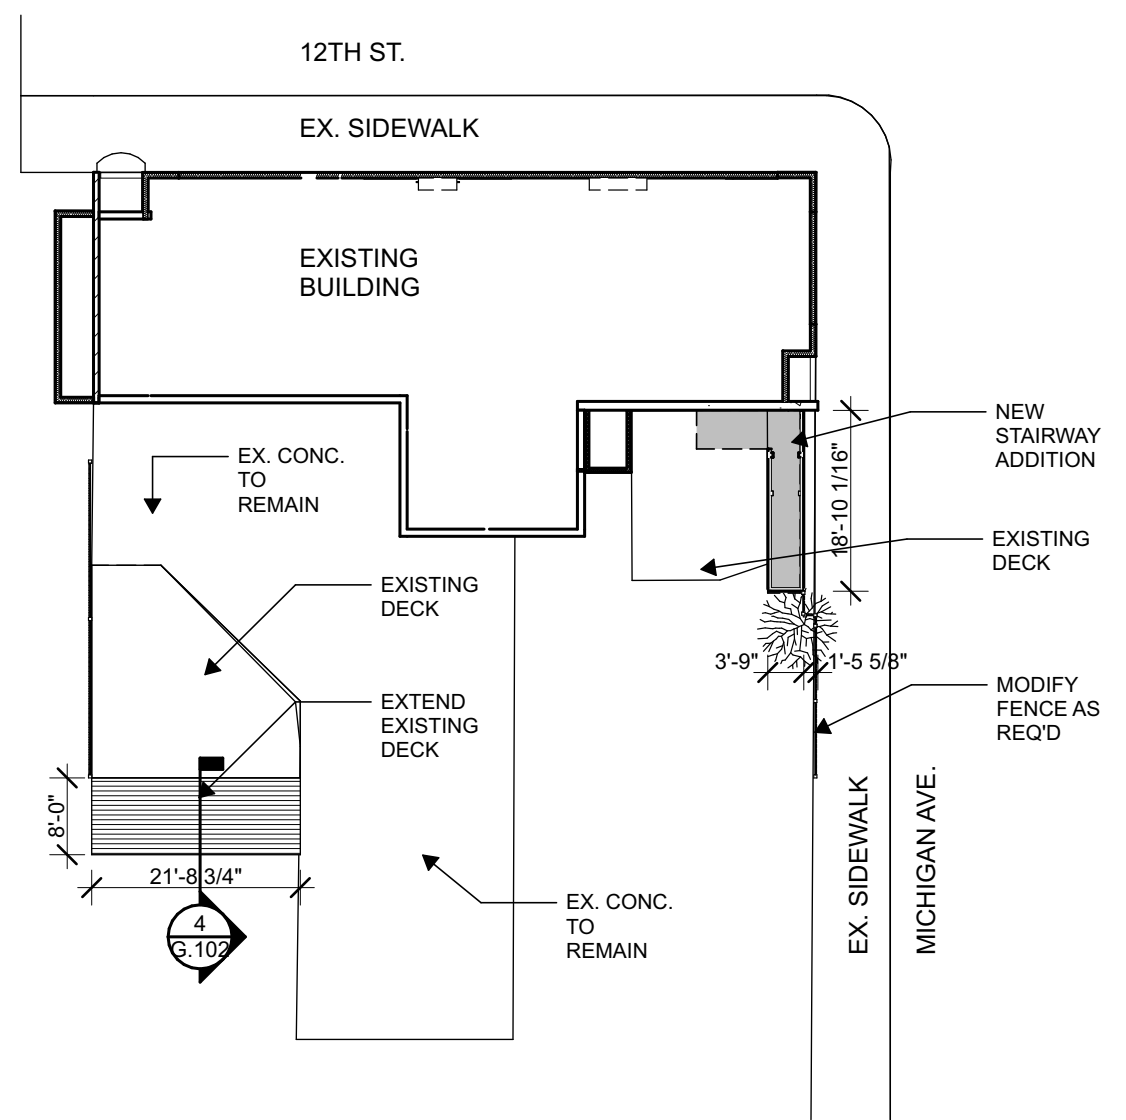 12TH ST.
EX. SIDEWALK
EXISTING
BUILDING
NEW
STAIRWAY
ADDITION
18'-10 1/16"
EX. CONC.
TO
REMAIN
EXISTING
DECK
EXISTING
DECK
3'-9"
1'-5 5/8"
MODIFY
FENCE AS
REQ'D
EXTEND
EXISTING
DECK
8'-0"
21'-8 3/4"
EX. SIDEWALK
MICHIGAN AVE.
EX. CONC.
TO
REMAIN
4
G.102